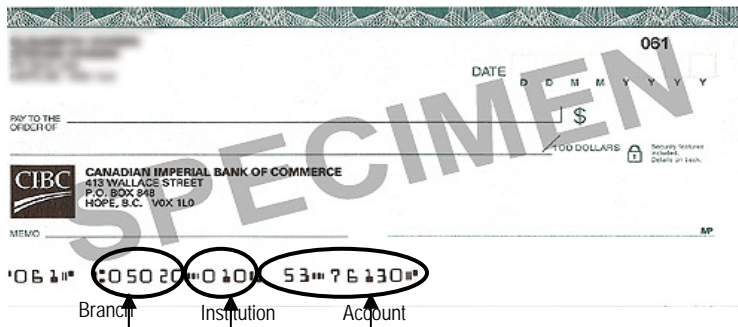 061
DATE
D D M M Y Y Y Y
PAY TO THE
ORDER OF
$
100 DOLLARS
Security features
included.
Details on back.
SPECIMEN
CIBC
CANADIAN IMPERIAL BANK OF COMMERCE
413 WALLACE STREET
P.O. BOX 848
HOPE, B.C. V0X 1L0
MEMO
MP
⑈061⑈ ⑆05020⑉010⑆ 53⑉76130⑈
Branch Institution Account